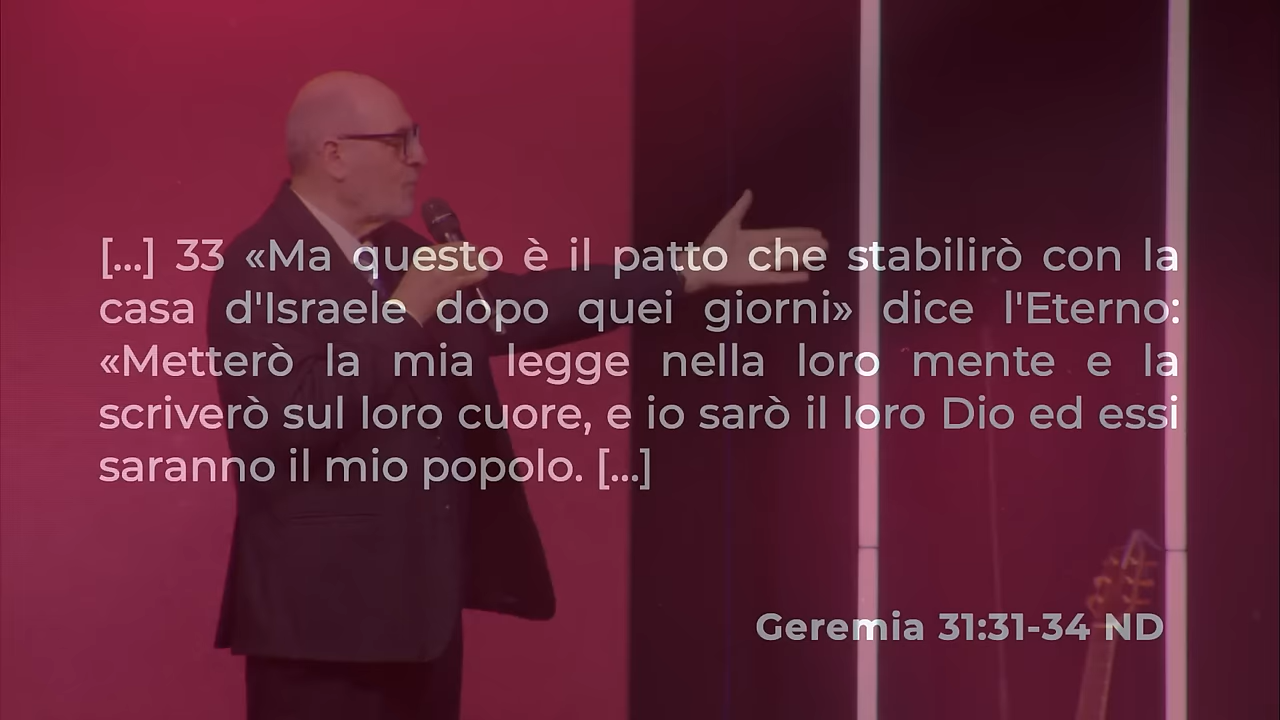 [...] 33 «Ma questo è il patto che stabilirò con la
casa d'Israele dopo quei giorni» dice l'Eterno:
«Metterò la mia legge nella loro mente e la
scriverò sul loro cuore, e io sarò il loro Dio ed essi
saranno il mio popolo. [...]
Geremia 31:31-34 ND